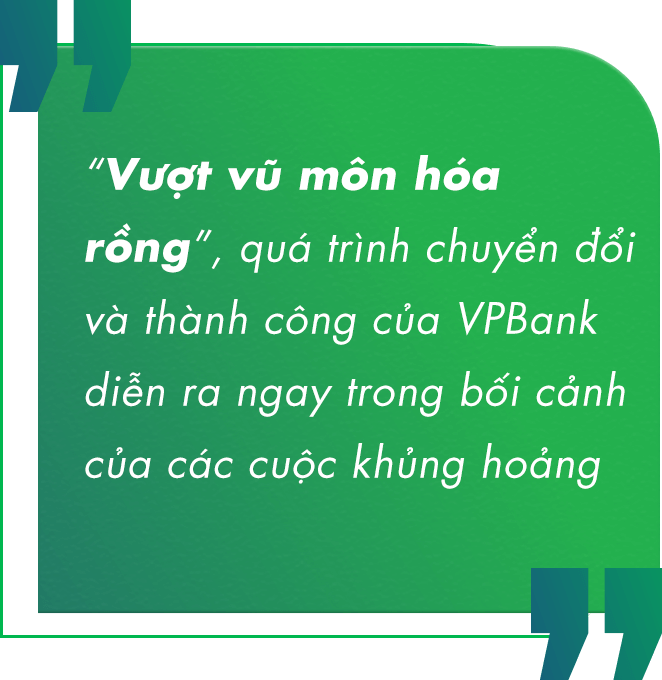 “Vượt vũ môn hóa
rồng”, quá trình chuyển đổi
và thành công của VPBank
diễn ra ngay trong bối cảnh
của các cuộc khủng hoảng